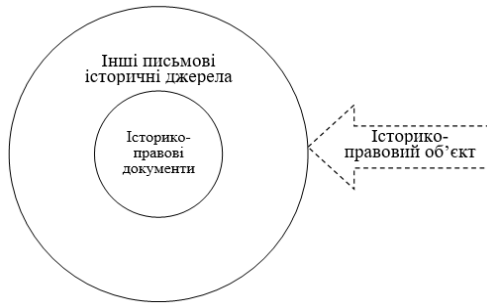 Інші письмові
історичні джерела
Історико-
правові
документи
Історико-
правовий об’єкт